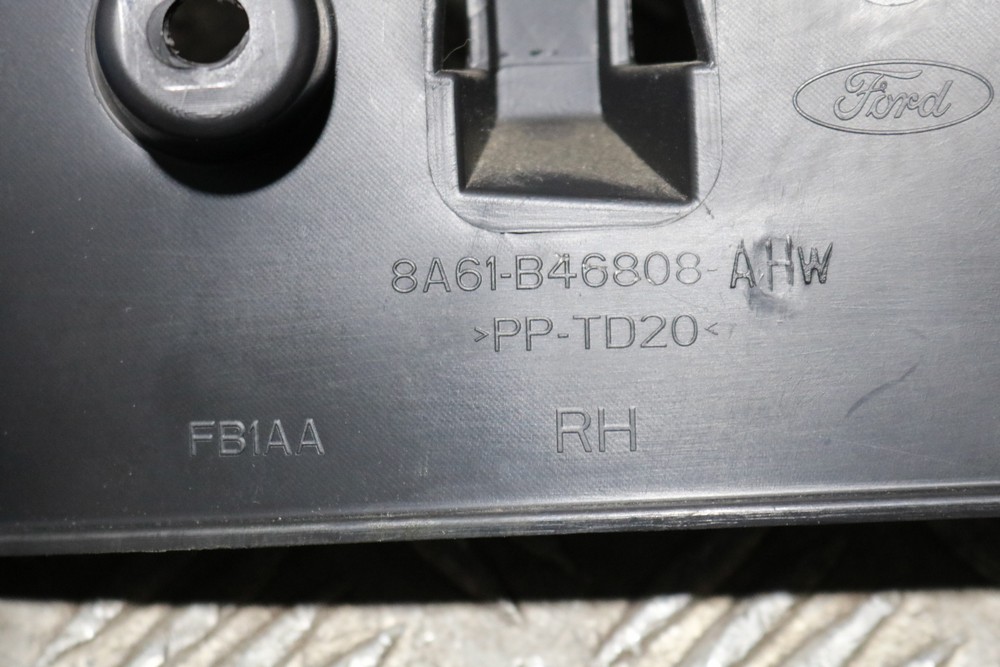 Ford
8A61-B46808-AHW
>PP-TD20<
FB1AA RH